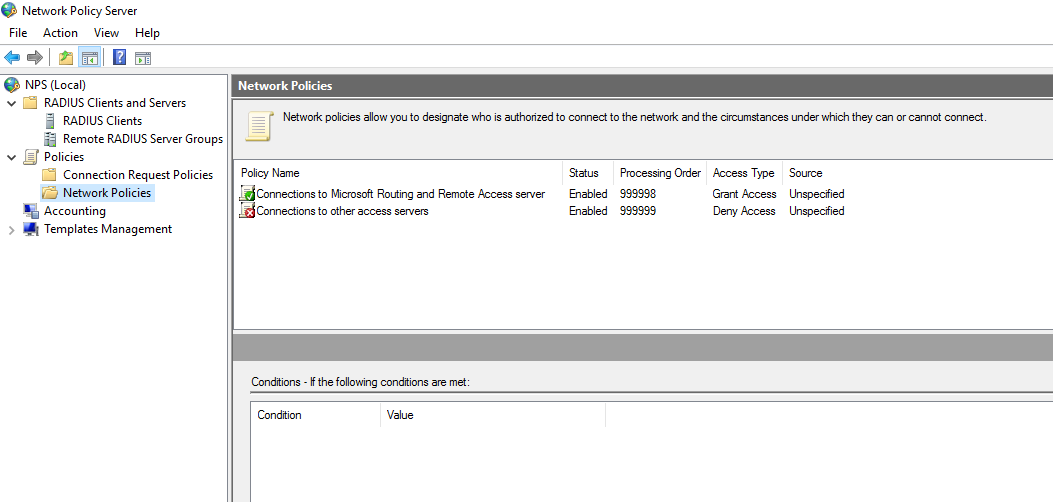 Network Policy Server
File Action View Help
NPS (Local)
RADIUS Clients and Servers
RADIUS Clients
Remote RADIUS Server Groups
Policies
Connection Request Policies
Network Policies
Accounting
Templates Management
Network Policies
Network policies allow you to designate who is authorized to connect to the network and the circumstances under which they can or cannot connect.
Policy Name Status Processing Order Access Type Source
Connections to Microsoft Routing and Remote Access server Enabled 999998 Grant Access Unspecified
Connections to other access servers Enabled 999999 Deny Access Unspecified
Conditions - If the following conditions are met:
Condition Value